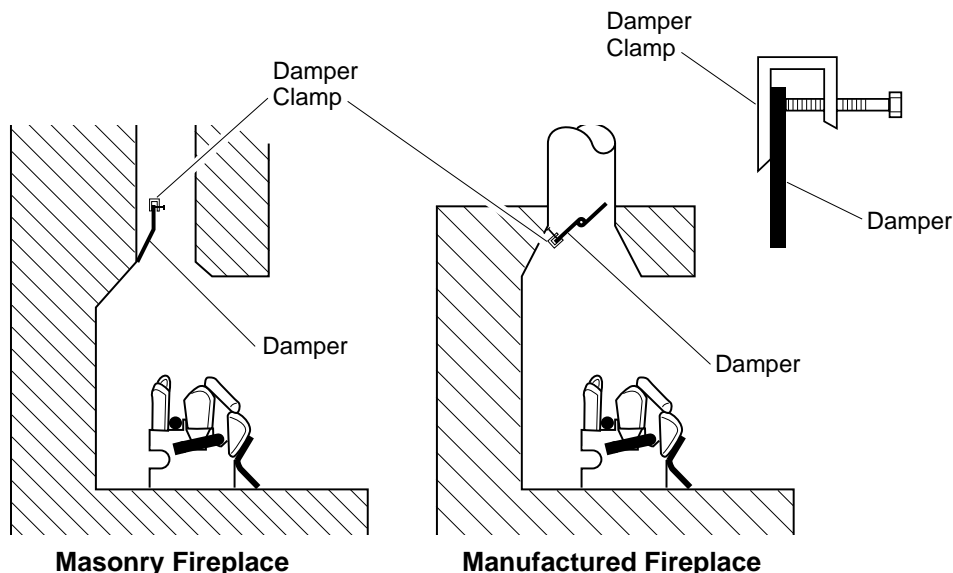 Damper
Clamp
Damper
Clamp
Damper
Damper
Damper
Masonry Fireplace
Manufactured Fireplace